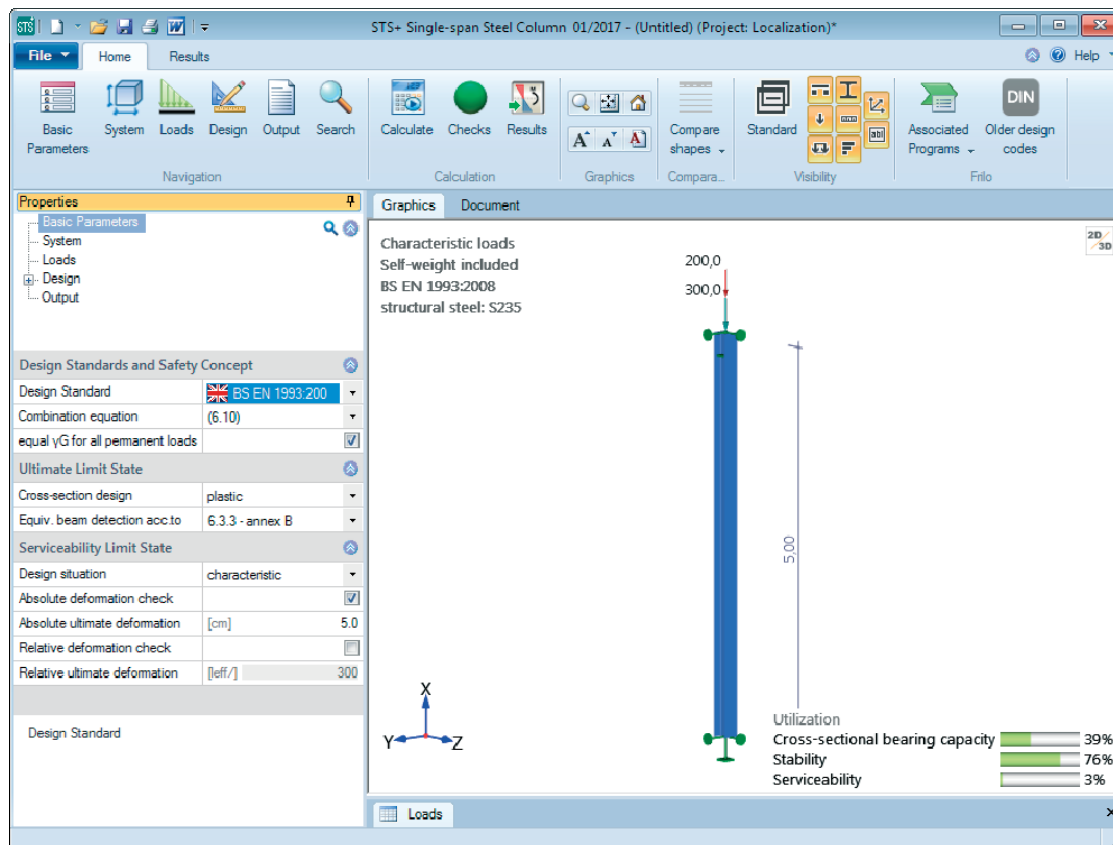 STS+ Single-span Steel Column 01/2017 - (Untitled) (Project: Localization)*
File
Home
Results
Help
Basic
Parameters
System
Loads
Design
Output
Search
Navigation
Calculate
Checks
Results
Calculation
A
A
A
Graphics
Compare
shapes
Compara...
Standard
Visibility
DIN
Associated
Programs
Older design
codes
Frilo
Properties
Basic Parameters
System
Loads
Design
Output
Design Standards and Safety Concept
Design Standard BS EN 1993:200
Combination equation (6.10)
equal γG for all permanent loads
Ultimate Limit State
Cross-section design plastic
Equiv. beam detection acc.to 6.3.3 - annex B
Serviceability Limit State
Design situation characteristic
Absolute deformation check
Absolute ultimate deformation [cm] 5.0
Relative deformation check
Relative ultimate deformation [leff/] 300
Design Standard
Graphics
Document
Characteristic loads
Self-weight included
BS EN 1993:2008
structural steel: S235
2D/
3D
200,0
300,0
5,00
X
Y
Z
Utilization
Cross-sectional bearing capacity 39%
Stability 76%
Serviceability 3%
Loads